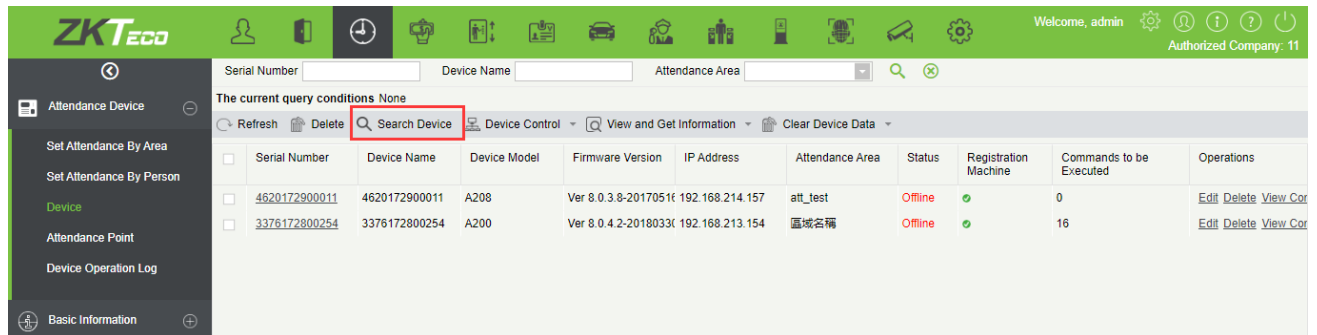 ZKTeco
Welcome, admin
Authorized Company: 11
Serial Number Device Name Attendance Area
Attendance Device
The current query conditions None
Refresh Delete Search Device Device Control View and Get Information Clear Device Data
Set Attendance By Area
Set Attendance By Person
Device
Attendance Point
Device Operation Log
Basic Information
Serial Number Device Name Device Model Firmware Version IP Address Attendance Area Status Registration Machine Commands to be Executed Operations
4620172900011 4620172900011 A208 Ver 8.0.3.8-2017051 192.168.214.157 att_test Offline 0 Edit Delete View Cor
3376172800254 3376172800254 A200 Ver 8.0.4.2-2018033 192.168.213.154 區域名稱 Offline 16 Edit Delete View Cor